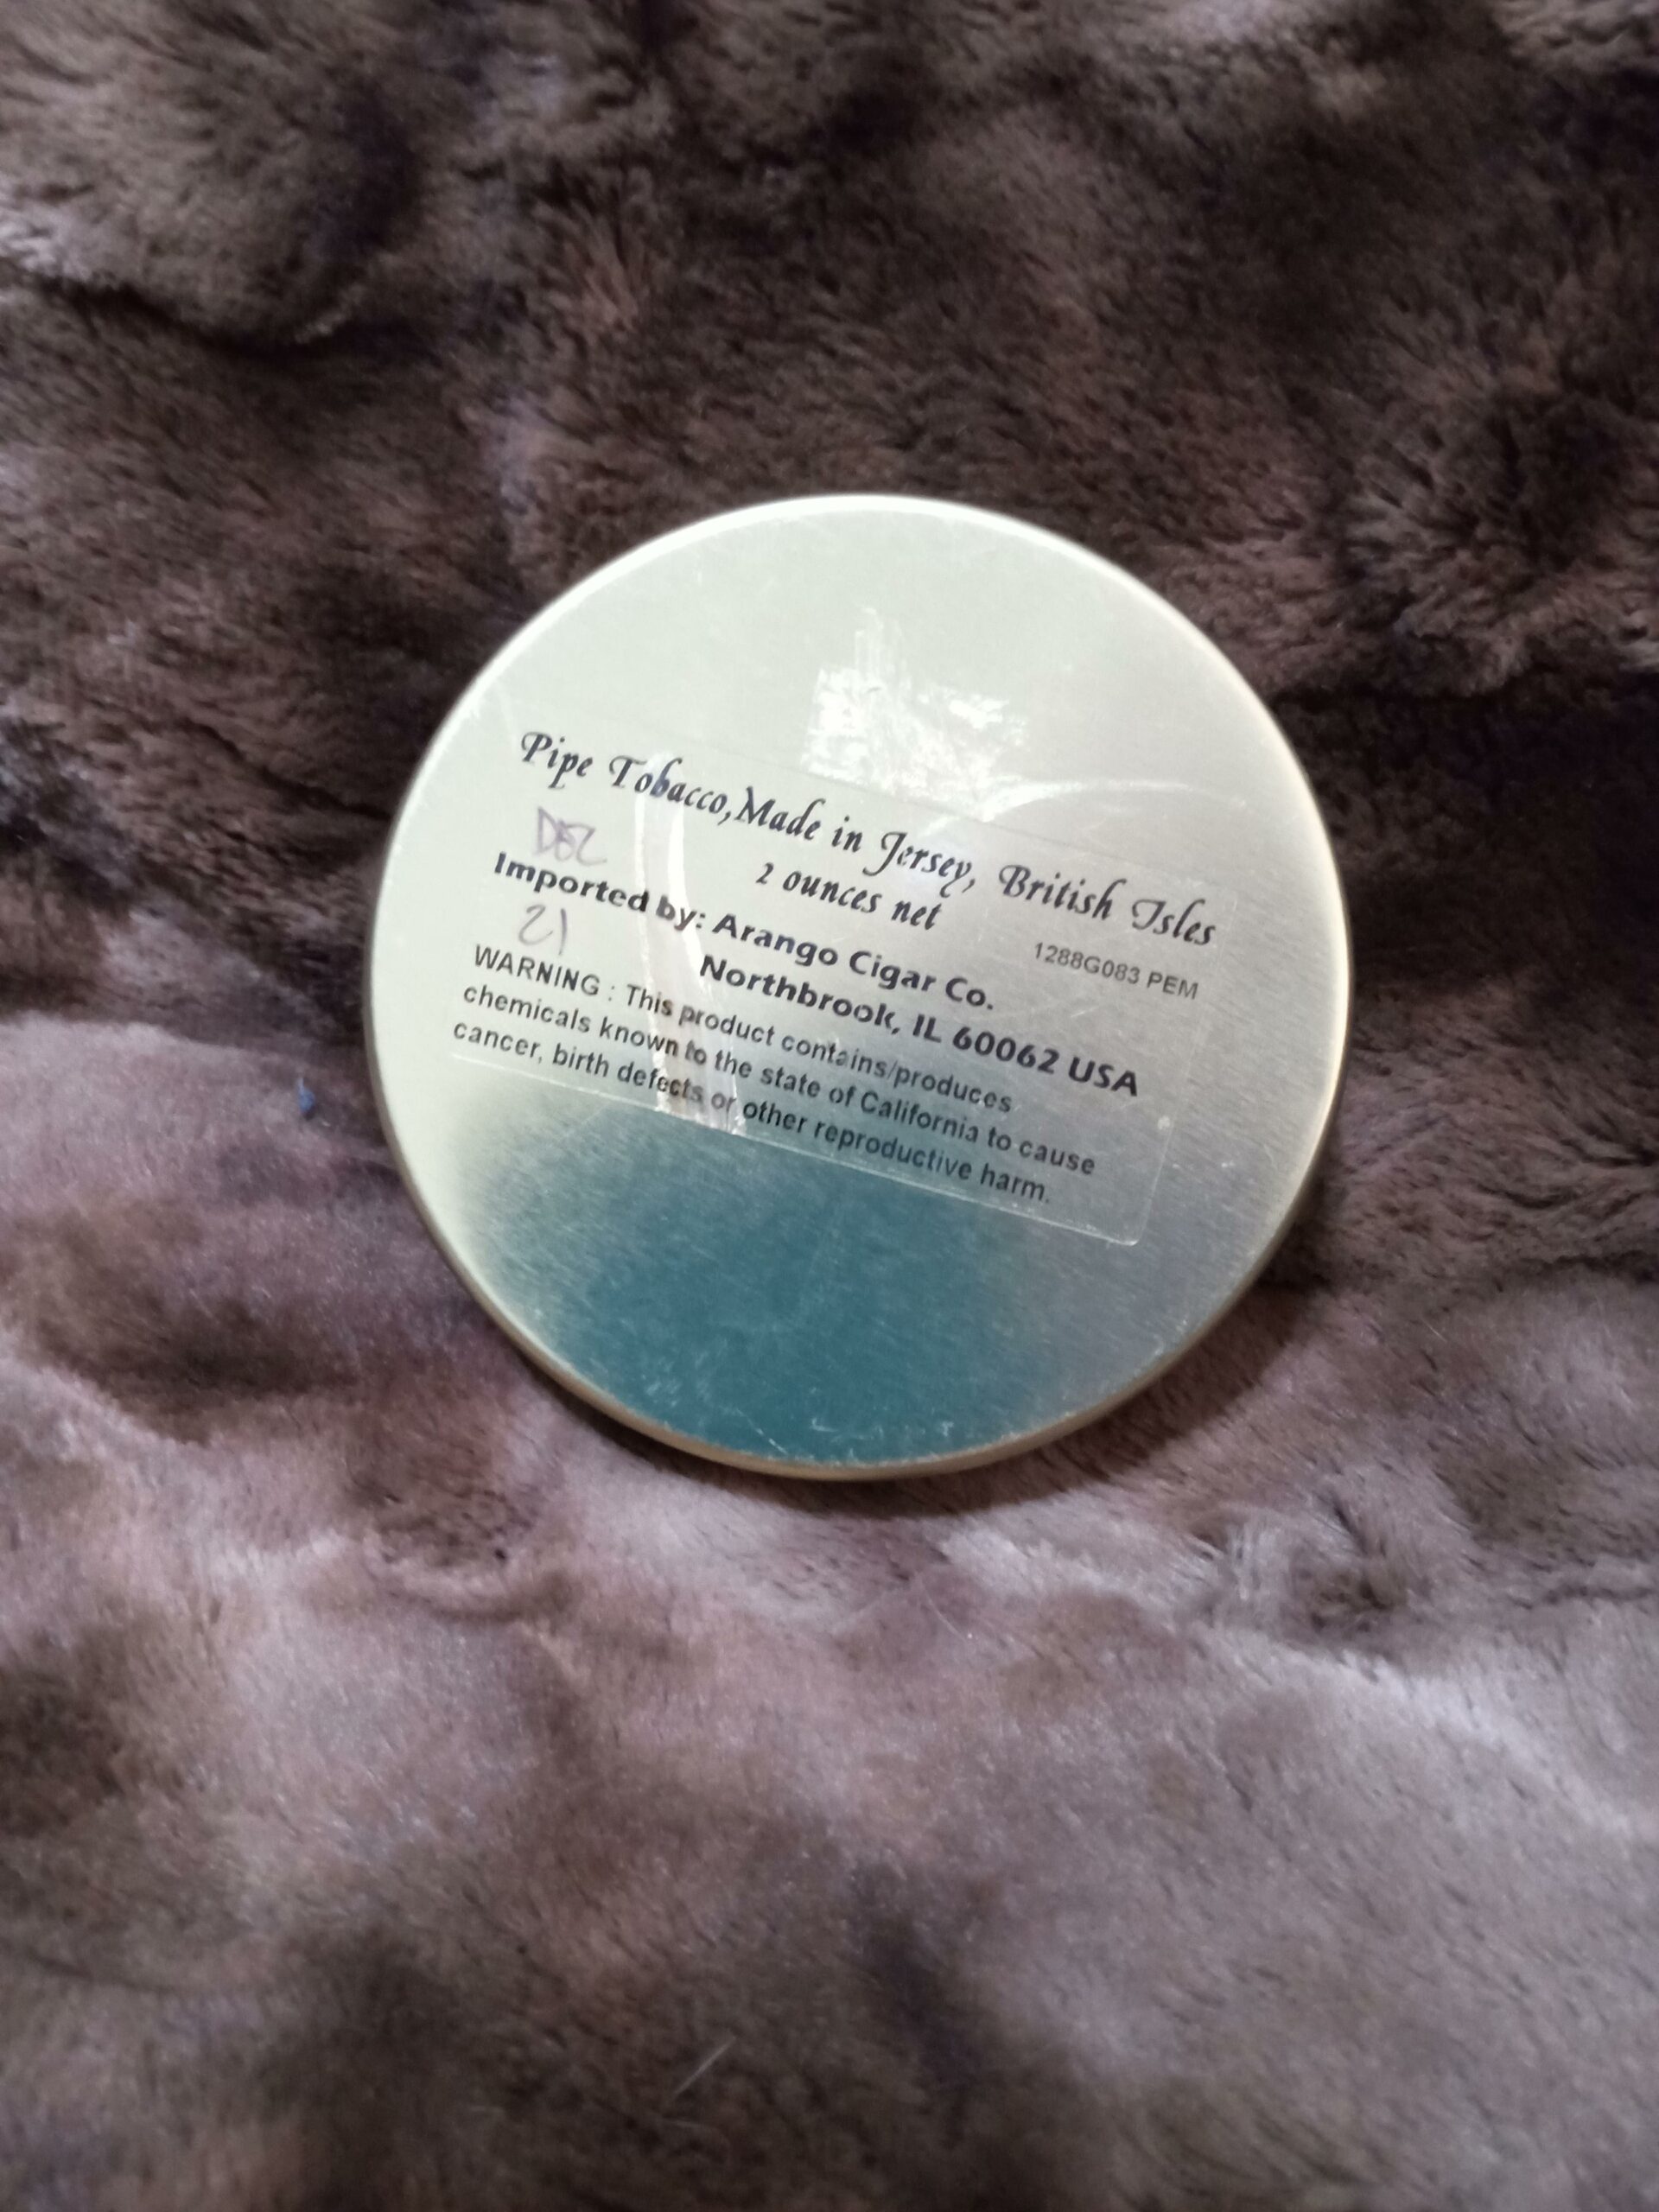 Pipe Tobacco, Made in Jersey, British Isles
2 ounces net
1288G083 PEM
DEZ
Imported by: Arango Cigar Co.
Northbrook, IL 60062 USA
21
WARNING : This product contains/produces
chemicals known to the state of California to cause
cancer, birth defects or other reproductive harm.